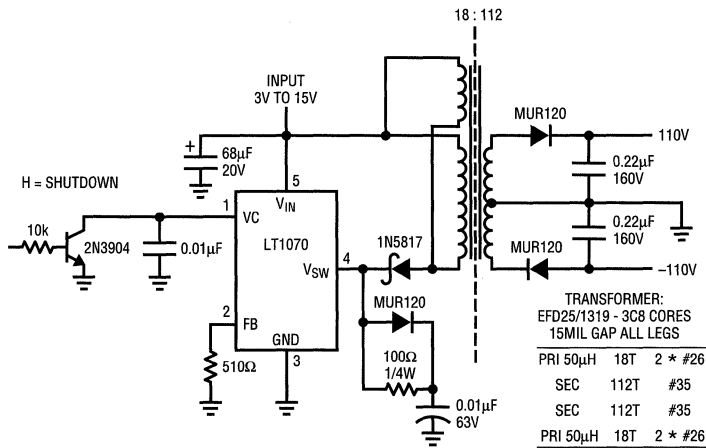 18 : 112
INPUT
3V TO 15V
MUR120
110V
+
68μF
20V
0.22μF
160V
H = SHUTDOWN
5
VIN
1
VC
10k
2N3904
0.01μF
LT1070
1N5817
4
VSW
0.22μF
160V
MUR120
–110V
MUR120
2
FB
GND
3
510Ω
100Ω
1/4W
0.01μF
63V
TRANSFORMER:
EFD25/1319 - 3C8 CORES
15MIL GAP ALL LEGS
PRI 50μH 18T 2 * #26
SEC 112T #35
SEC 112T #35
PRI 50μH 18T 2 * #26